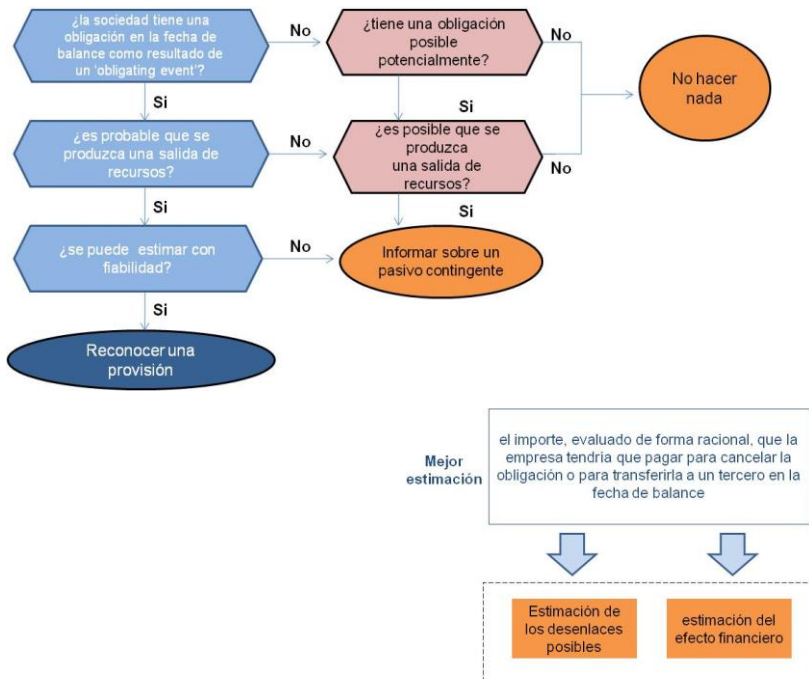 ¿la sociedad tiene una
obligación en la fecha de
balance como resultado de
un 'obligating event'?
No
¿tiene una obligación
posible
potencialmente?
No
No hacer
nada
Si
Si
¿es probable que se
produzca una salida de
recursos?
No
¿es posible que se
produzca
una salida de
recursos?
No
Si
Si
¿se puede estimar con
fiabilidad?
No
Informar sobre un
pasivo contingente
Si
Reconocer una
provisión
Mejor
estimación
el importe, evaluado de forma racional, que la
empresa tendría que pagar para cancelar la
obligación o para transferirla a un tercero en la
fecha de balance
Estimación de
los desenlaces
posibles
estimación del
efecto financiero